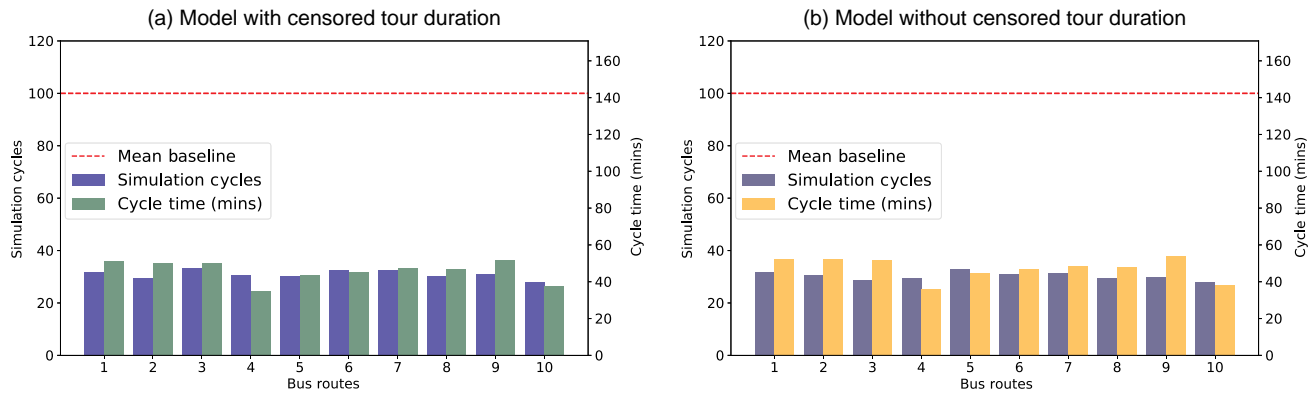 (a) Model with censored tour duration
120
100
80
60
40
20
0
Simulation cycles
160
140
120
100
80
60
40
20
0
Cycle time (mins)
Mean baseline
Simulation cycles
Cycle time (mins)
1 2 3 4 5 6 7 8 9 10
Bus routes
(b) Model without censored tour duration
120
100
80
60
40
20
0
Simulation cycles
160
140
120
100
80
60
40
20
0
Cycle time (mins)
Mean baseline
Simulation cycles
Cycle time (mins)
1 2 3 4 5 6 7 8 9 10
Bus routes